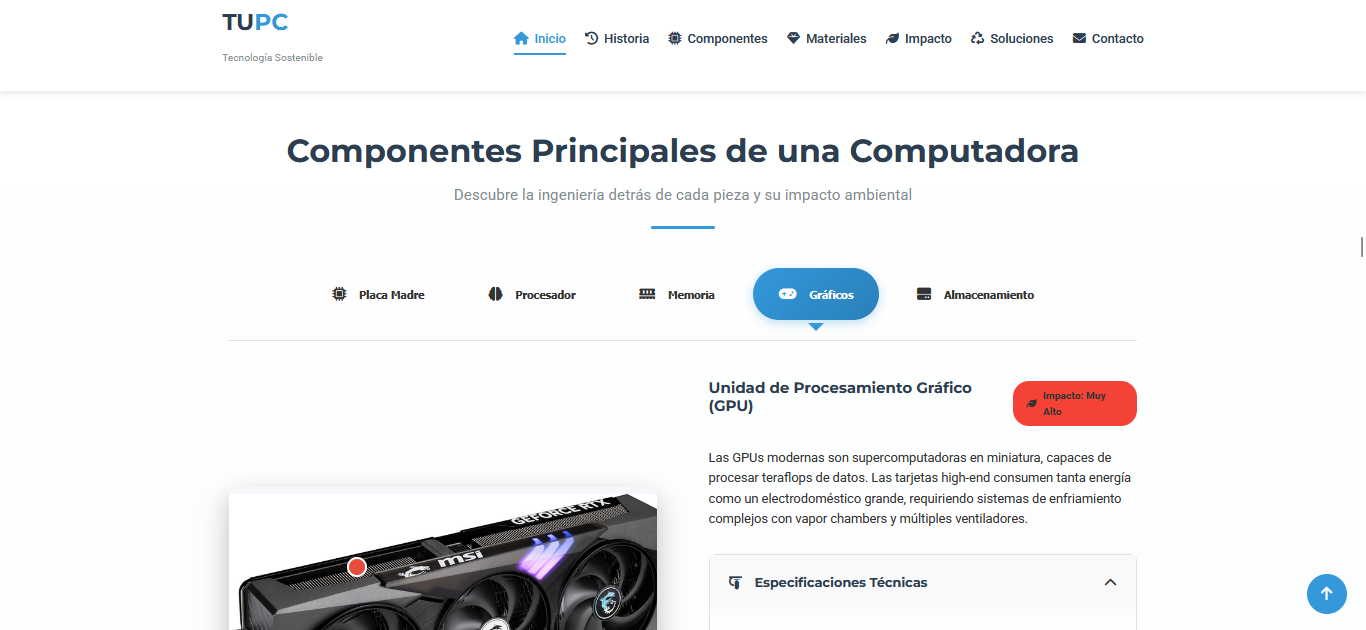 TUPC
Tecnología Sostenible
Inicio
Historia
Componentes
Materiales
Impacto
Soluciones
Contacto
Componentes Principales de una Computadora
Descubre la ingeniería detrás de cada pieza y su impacto ambiental
Placa Madre
Procesador
Memoria
Gráficos
Almacenamiento
Unidad de Procesamiento Gráfico
(GPU)
Impacto: Muy
Alto
Las GPUs modernas son supercomputadoras en miniatura, capaces de
procesar teraflops de datos. Las tarjetas high-end consumen tanta energía
como un electrodoméstico grande, requiriendo sistemas de enfriamiento
complejos con vapor chambers y múltiples ventiladores.
GEFORCE RTX
msi
Especificaciones Técnicas